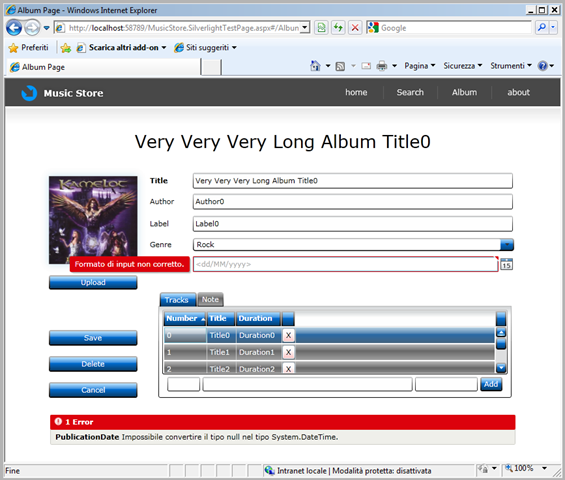 Album Page - Windows Internet Explorer
http://localhost:58789/MusicStore.SilverlightTestPage.aspx#/Albun
Google
Preferiti Scarica altri add-on Siti suggeriti
Album Page
Pagina Sicurezza Strumenti
Music Store home Search Album about
Very Very Very Long Album Title0
KAMELOT
Title Very Very Very Long Album Title0
Author Author0
Label Label0
Genre Rock
Formato di input non corretto. <dd/MM/yyyy> 15
Upload
Tracks Note
Number Title Duration
0 Title0 Duration0 X
1 Title1 Duration1 X
2 Title2 Duration2 X
Add
Save
Delete
Cancel
1 Error
PublicationDate Impossibile convertire il tipo null nel tipo System.DateTime.
Fine Intranet locale | Modalità protetta: disattivata 100%